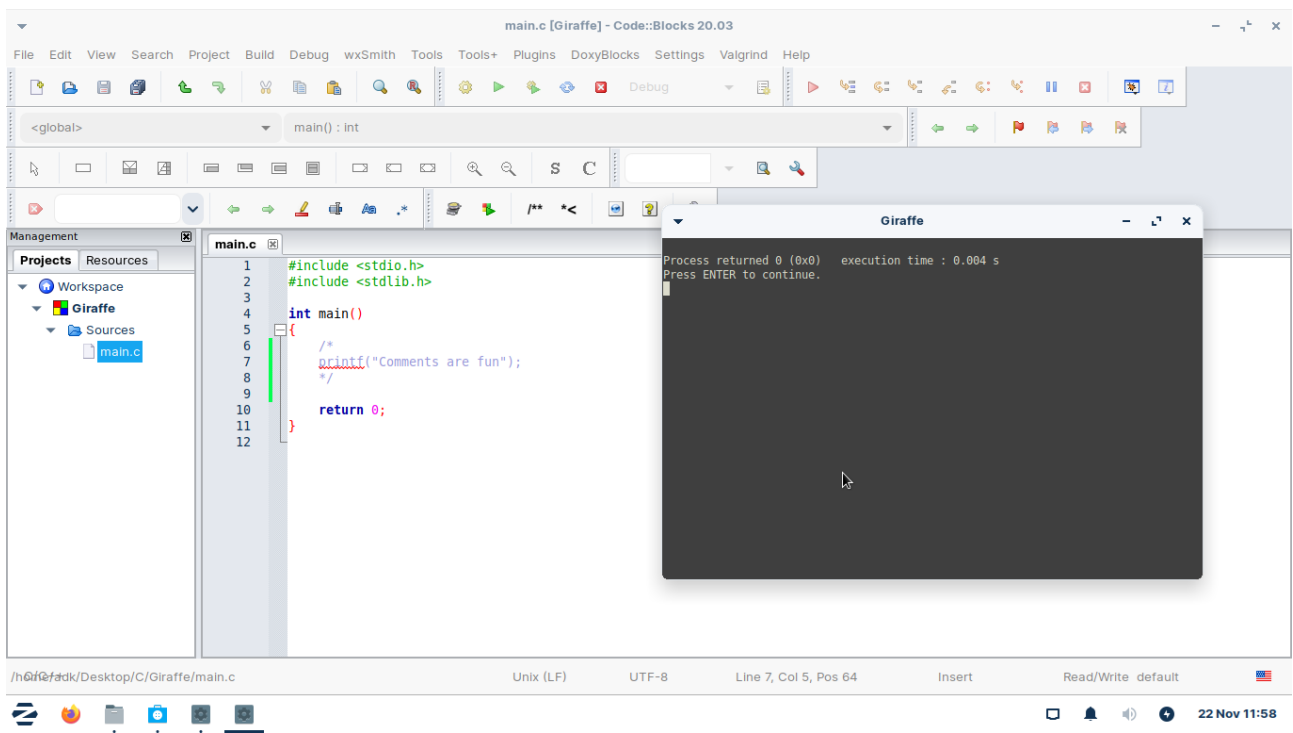 main.c [Giraffe] - Code::Blocks 20.03
File Edit View Search Project Build Debug wxSmith Tools Tools+ Plugins DoxyBlocks Settings Valgrind Help
Debug
<global> main() : int
S C
/** *<
Management
Projects Resources
Workspace
Giraffe
Sources
main.c
main.c
1 #include <stdio.h>
2 #include <stdlib.h>
3
4 int main()
5 {
6 /*
7 printf("Comments are fun");
8 */
9
10 return 0;
11 }
12
Giraffe
Process returned 0 (0x0) execution time : 0.004 s
Press ENTER to continue.
/Desktop/C/Giraffe/main.c Unix (LF) UTF-8 Line 7, Col 5, Pos 64 Insert Read/Write default
22 Nov 11:58